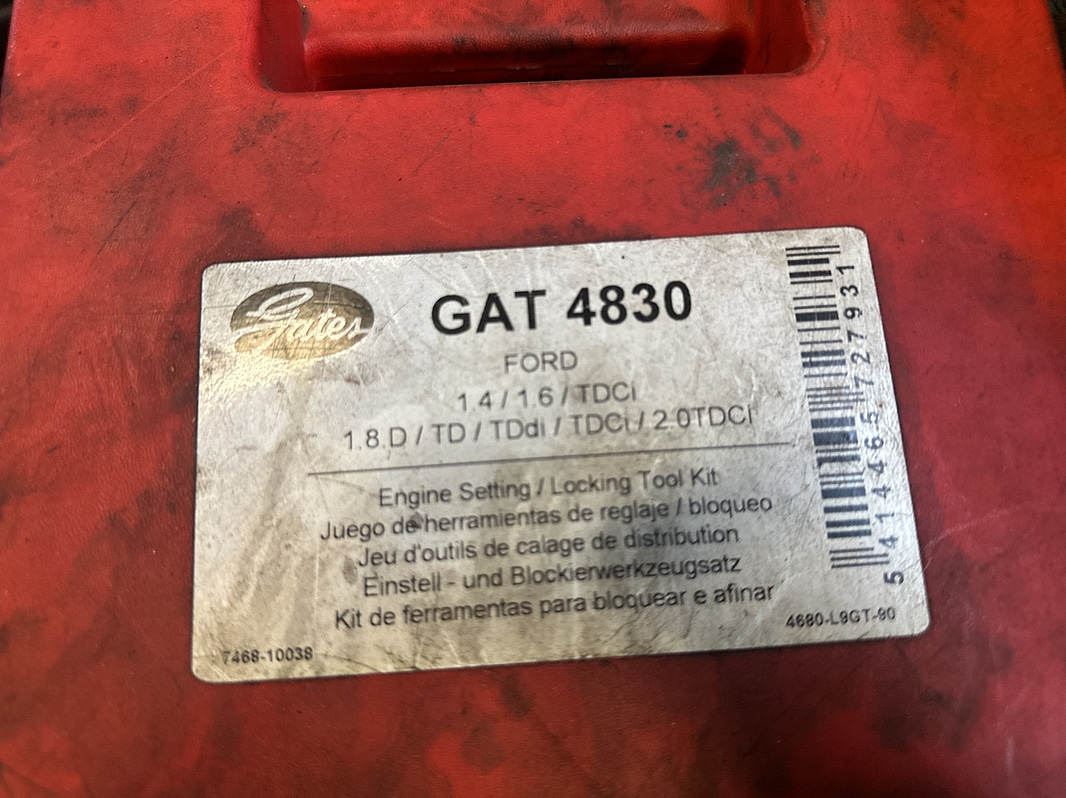 Gates
GAT 4830
FORD
1.4 / 1.6 / TDCi
1.8.D / TD / TDdi / TDCi / 2.0TDCi
Engine Setting / Locking Tool Kit
Juego de herramientas de reglaje / bloqueo
Jeu d'outils de calage de distribution
Einstell - und Blockierwerkzeugsatz
Kit de ferramentas para bloquear e afinar
7468-10038
4680-L9GT-90
5 414465 727931